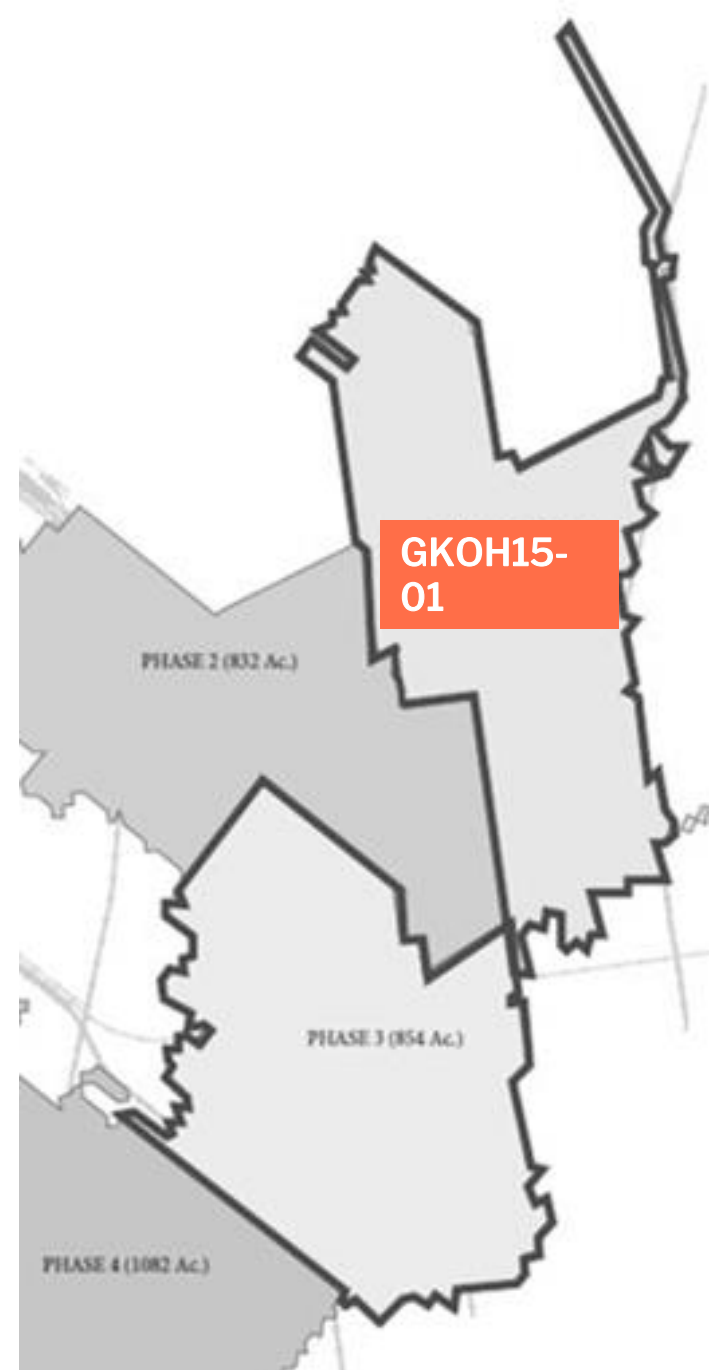 GKOH15-
01
PHASE 2 (832 Ac.)
PHASE 3 (854 Ac.)
PHASE 4 (1082 Ac.)